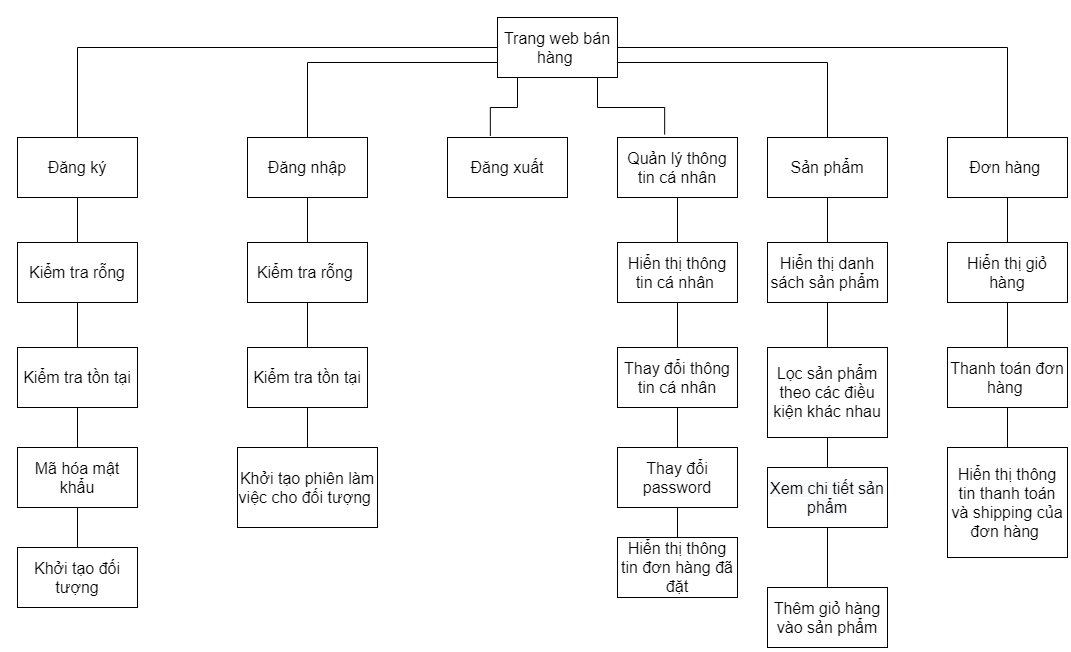 Trang web bán
hàng
Đăng ký
Đăng nhập
Đăng xuất
Quản lý thông
tin cá nhân
Sản phẩm
Đơn hàng
Kiểm tra rỗng
Kiểm tra rỗng
Hiển thị thông
tin cá nhân
Hiển thị danh
sách sản phẩm
Hiển thị giỏ
hàng
Kiểm tra tồn tại
Kiểm tra tồn tại
Thay đổi thông
tin cá nhân
Lọc sản phẩm
theo các điều
kiện khác nhau
Thanh toán đơn
hàng
Mã hóa mật
khẩu
Khởi tạo phiên làm
việc cho đối tượng
Thay đổi
password
Xem chi tiết sản
phẩm
Hiển thị thông
tin thanh toán
và shipping của
đơn hàng
Khởi tạo đối
tượng
Hiển thị thông
tin đơn hàng đã
đặt
Thêm giỏ hàng
vào sản phẩm